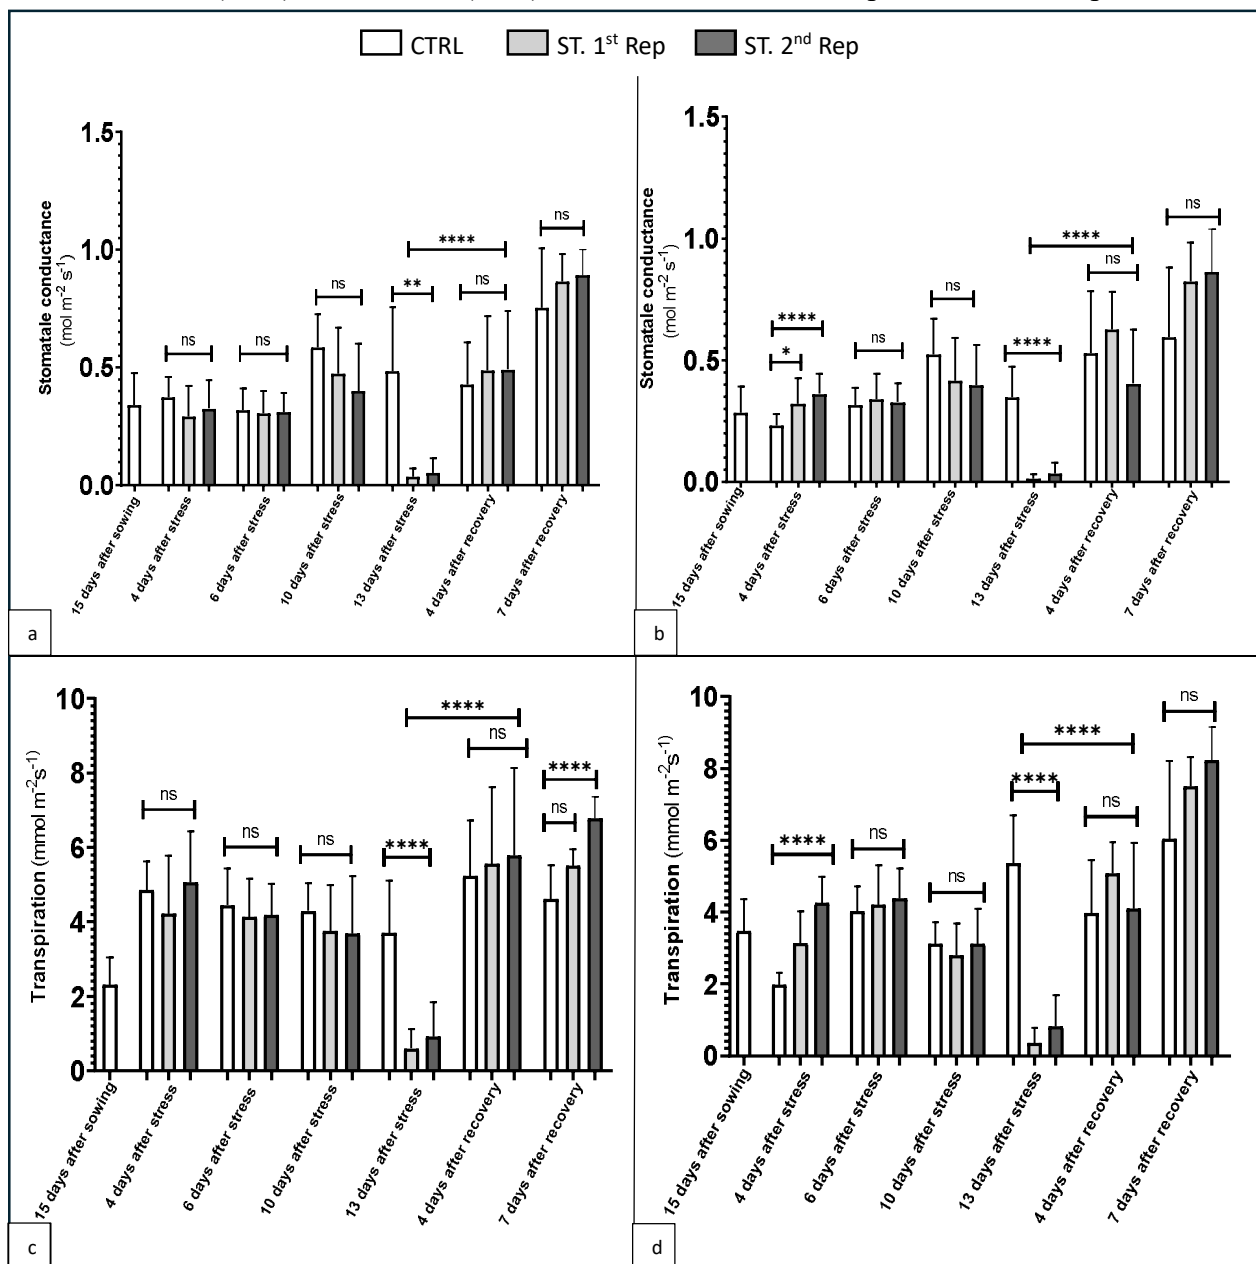 CTRL ST. 1st Rep ST. 2nd Rep
Stomatale conductance
(mol m-2 s-1)
1.5
1.0
0.5
0.0
ns
ns
ns
**
****
ns
ns
15 days after sowing
4 days after stress
6 days after stress
10 days after stress
13 days after stress
4 days after recovery
7 days after recovery
a
Stomatale conductance
(mol m-2 s-1)
1.5
1.0
0.5
0.0
****
*
ns
ns
****
****
ns
ns
15 days after sowing
4 days after stress
6 days after stress
10 days after stress
13 days after stress
4 days after recovery
7 days after recovery
b
Transpiration (mmol m-2s-1)
10
8
6
4
2
0
ns
ns
ns
****
****
ns
****
ns
15 days after sowing
4 days after stress
6 days after stress
10 days after stress
13 days after stress
4 days after recovery
7 days after recovery
c
Transpiration (mmol m-2s-1)
10
8
6
4
2
0
****
ns
ns
****
****
ns
ns
15 days after sowing
4 days after stress
6 days after stress
10 days after stress
13 days after stress
4 days after recovery
7 days after recovery
d